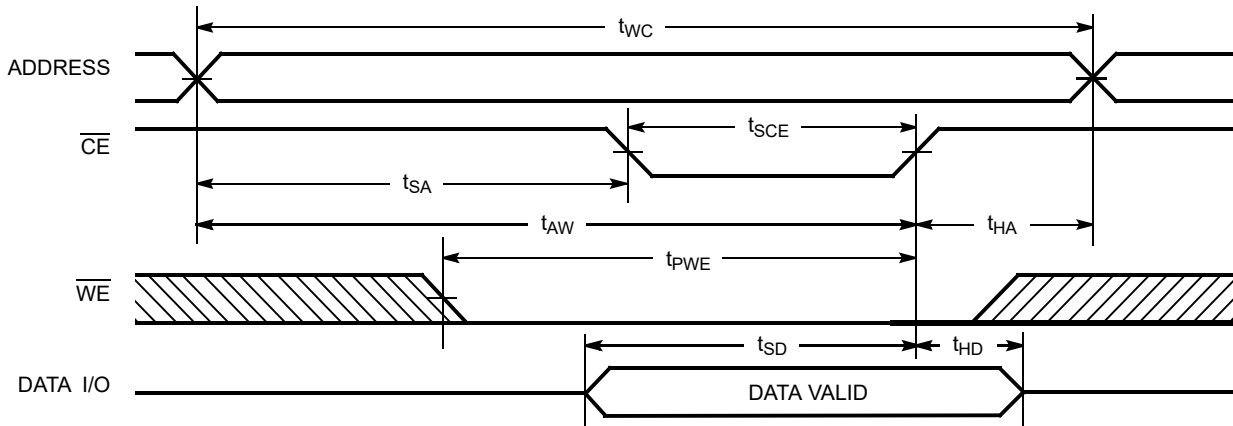 tWC
ADDRESS
CE
tSCE
tSA
tAW
tHA
tPWE
WE
tSD
tHD
DATA I/O
DATA VALID